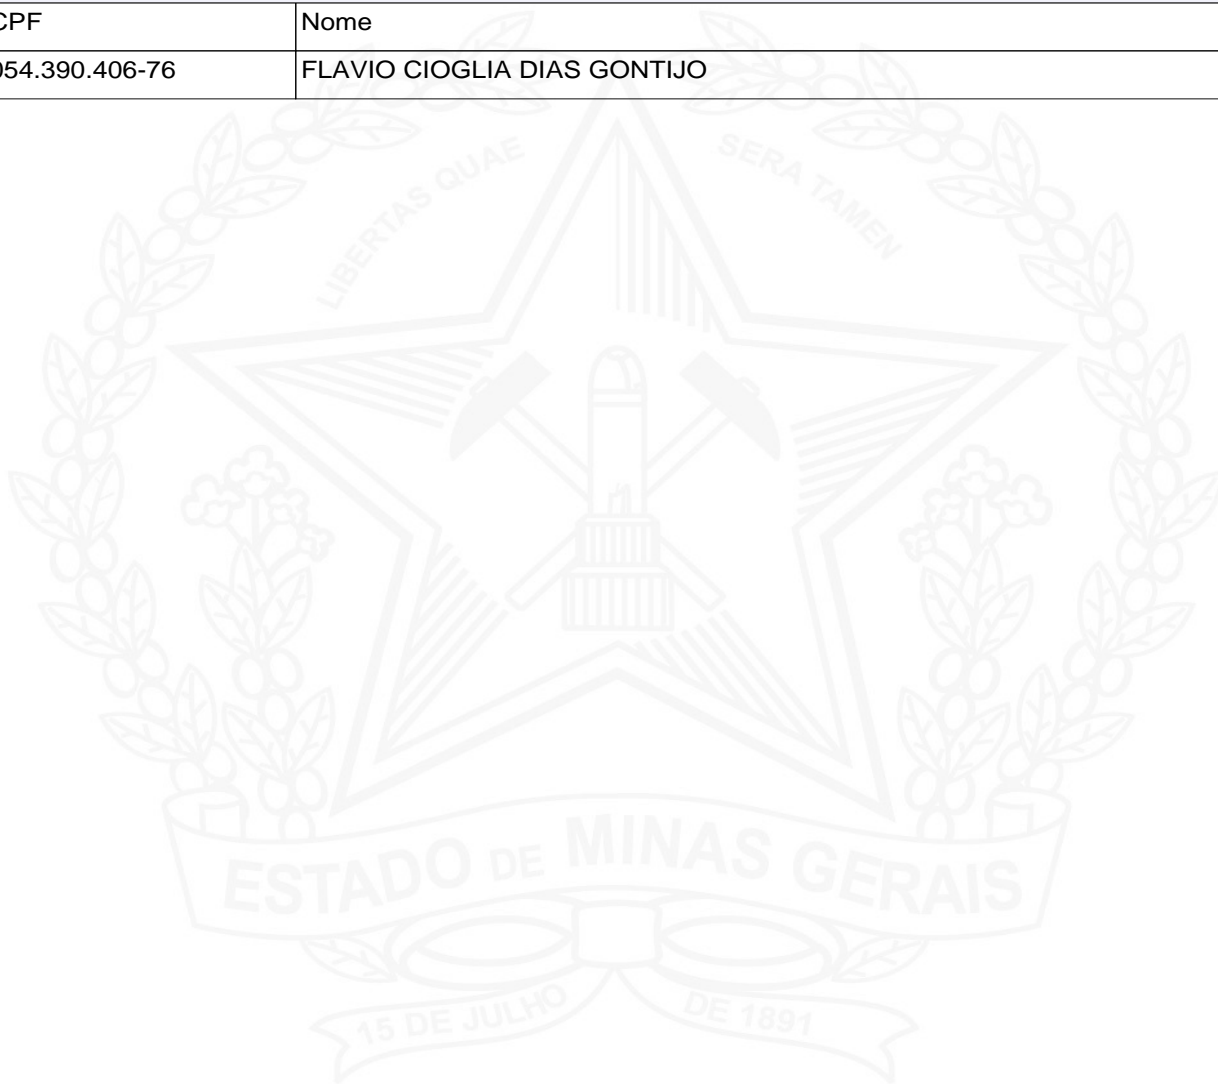 CPF Nome
054.390.406-76 FLAVIO CIOGLIA DIAS GONTIJO
LIBERTAS QUAE SERA TAMEN
ESTADO DE MINAS GERAIS
15 DE JULHO DE 1891